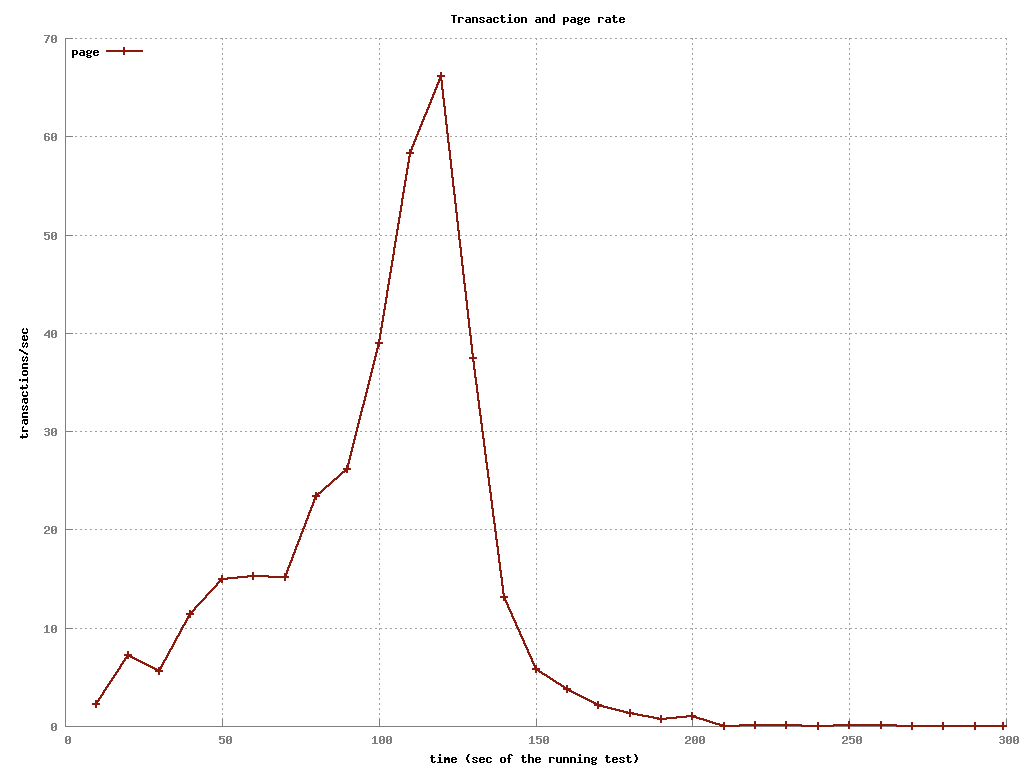 Transaction and page rate
page
70
60
50
40
30
20
10
0
transactions/sec
0 50 100 150 200 250 300
time (sec of the running test)